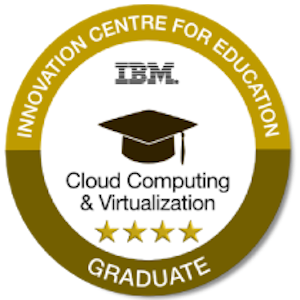 INNOVATION CENTRE FOR EDUCATION
IBM.
Cloud Computing
& Virtualization
GRADUATE